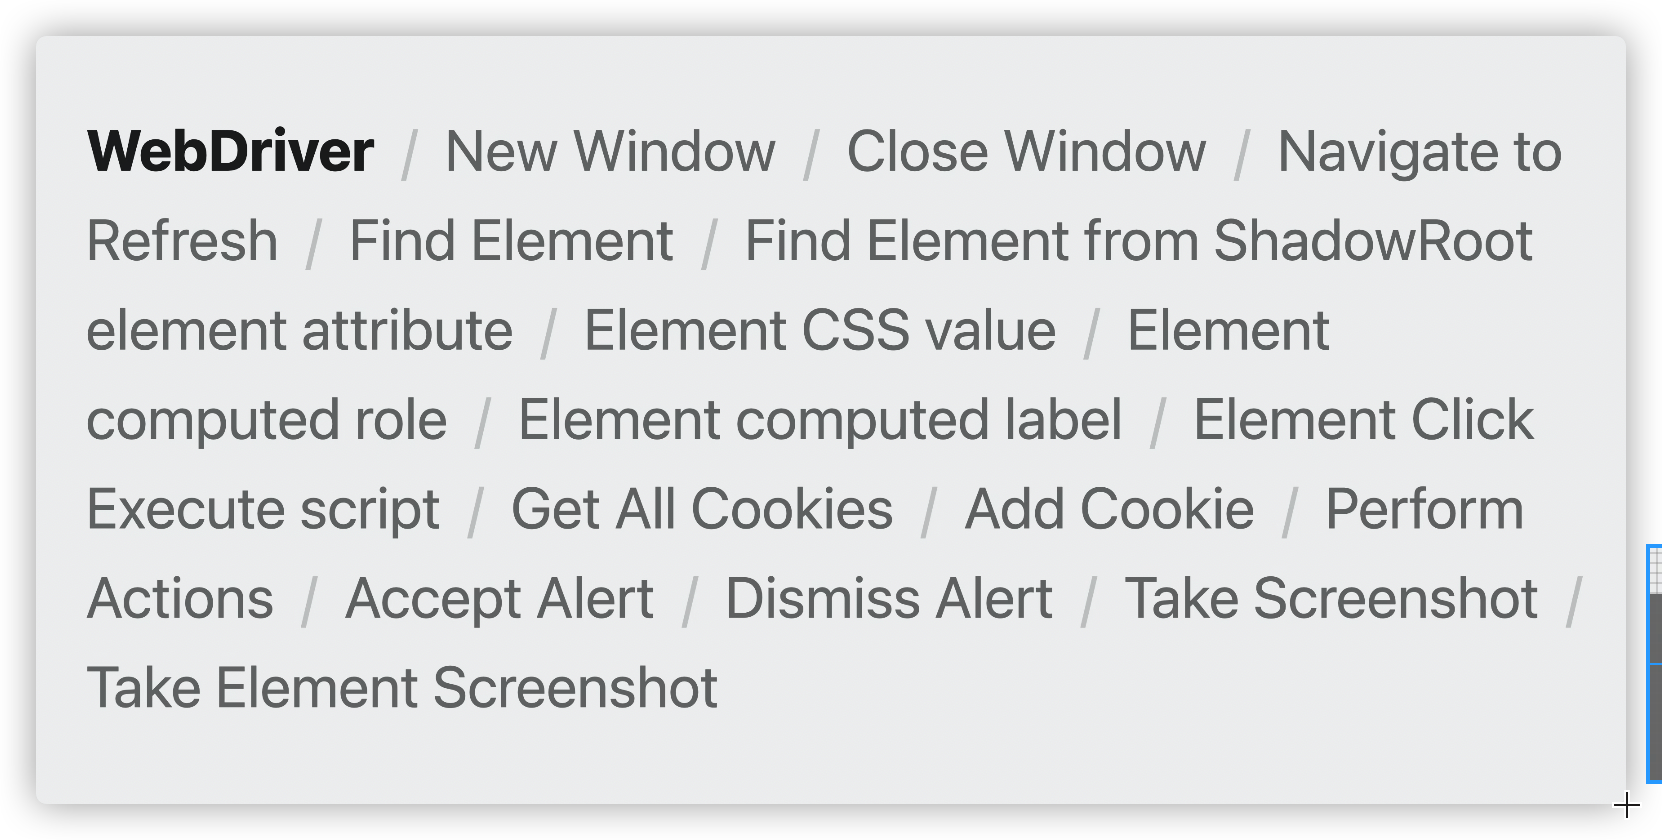 WebDriver / New Window / Close Window / Navigate to
Refresh / Find Element / Find Element from ShadowRoot
element attribute / Element CSS value / Element
computed role / Element computed label / Element Click
Execute script / Get All Cookies / Add Cookie / Perform
Actions / Accept Alert / Dismiss Alert / Take Screenshot /
Take Element Screenshot